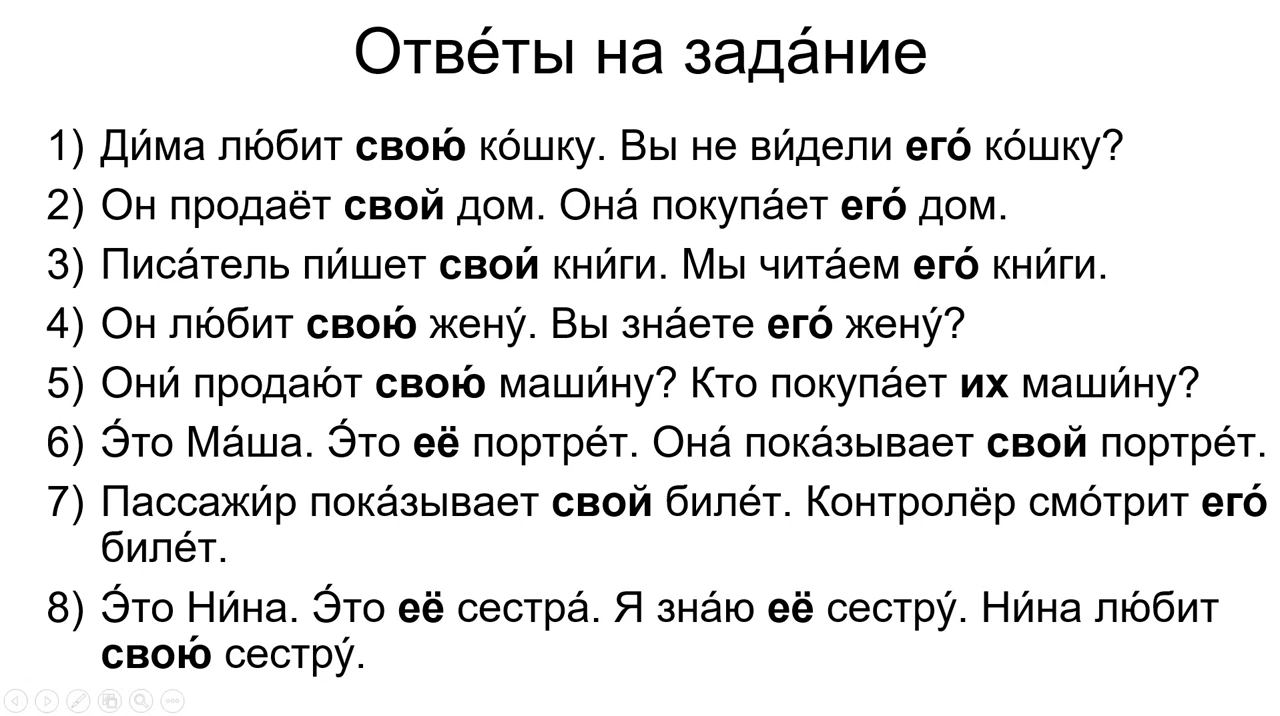 Отве́ты на зада́ние
1) Ди́ма лю́бит свою́ ко́шку. Вы не ви́дели его́ ко́шку?
2) Он продаёт свой дом. Она́ покупа́ет его́ дом.
3) Писа́тель пи́шет свои́ кни́ги. Мы чита́ем его́ кни́ги.
4) Он лю́бит свою́ жену́. Вы зна́ете его́ жену́?
5) Они́ продаю́т свою́ маши́ну? Кто покупа́ет их маши́ну?
6) Э́то Ма́ша. Э́то её портре́т. Она́ пока́зывает свой портре́т.
7) Пассажи́р пока́зывает свой биле́т. Контролёр смо́трит его́
биле́т.
8) Э́то Ни́на. Э́то её сестра́. Я зна́ю её сестру́. Ни́на лю́бит
свою́ сестру́.